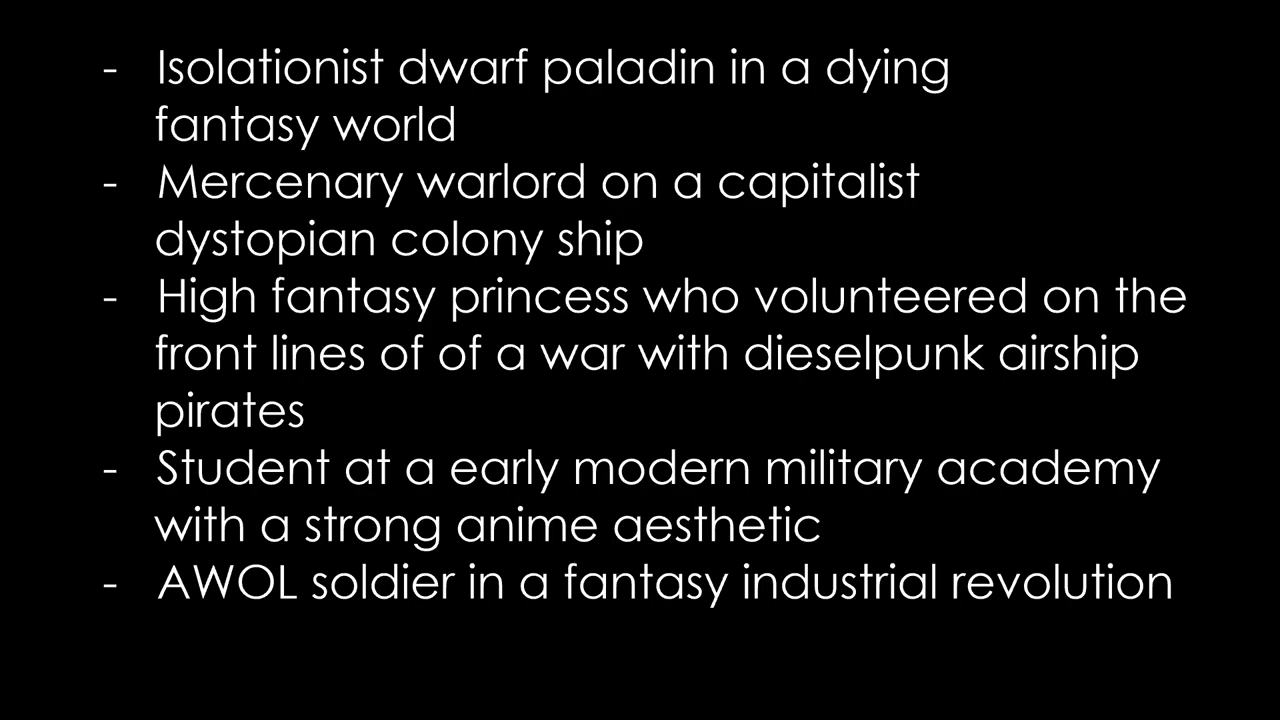 - Isolationist dwarf paladin in a dying
fantasy world
- Mercenary warlord on a capitalist
dystopian colony ship
- High fantasy princess who volunteered on the
front lines of of a war with dieselpunk airship
pirates
- Student at a early modern military academy
with a strong anime aesthetic
- AWOL soldier in a fantasy industrial revolution